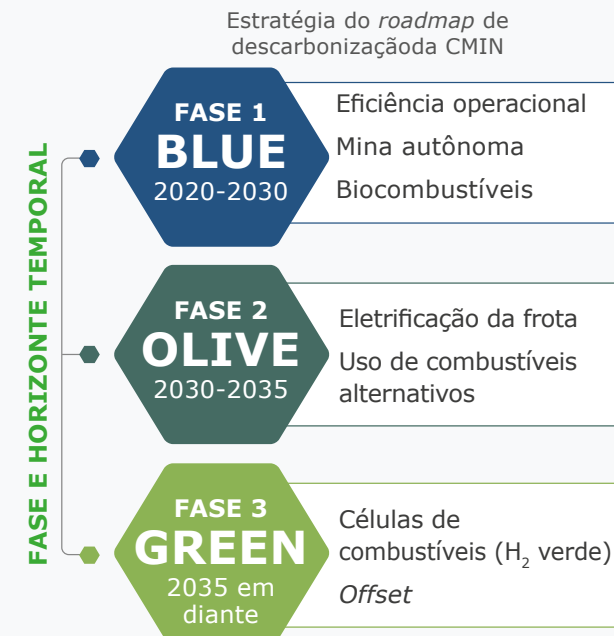 Estratégia do roadmap de
descarbonizaçãoda CMIN
FASE E HORIZONTE TEMPORAL
FASE 1
BLUE
2020-2030
Eficiência operacional
Mina autônoma
Biocombustíveis
FASE 2
OLIVE
2030-2035
Eletrificação da frota
Uso de combustíveis
alternativos
FASE 3
GREEN
2035 em
diante
Células de
combustíveis (H₂ verde)
Offset